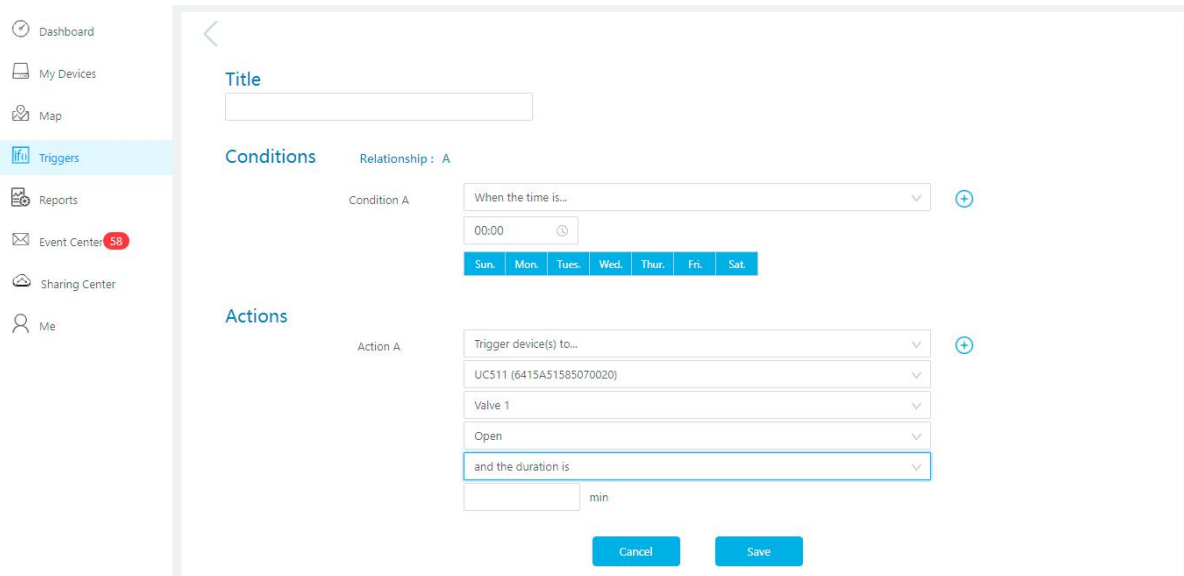 Dashboard
My Devices
Map
Triggers
Reports
Event Center 58
Sharing Center
Me
Title
Conditions Relationship : A
Condition A When the time is...
00:00
Sun. Mon. Tues. Wed. Thur. Fri. Sat.
Actions
Action A Trigger device(s) to...
UC511 (6415A51585070020)
Valve 1
Open
and the duration is
min
Cancel Save